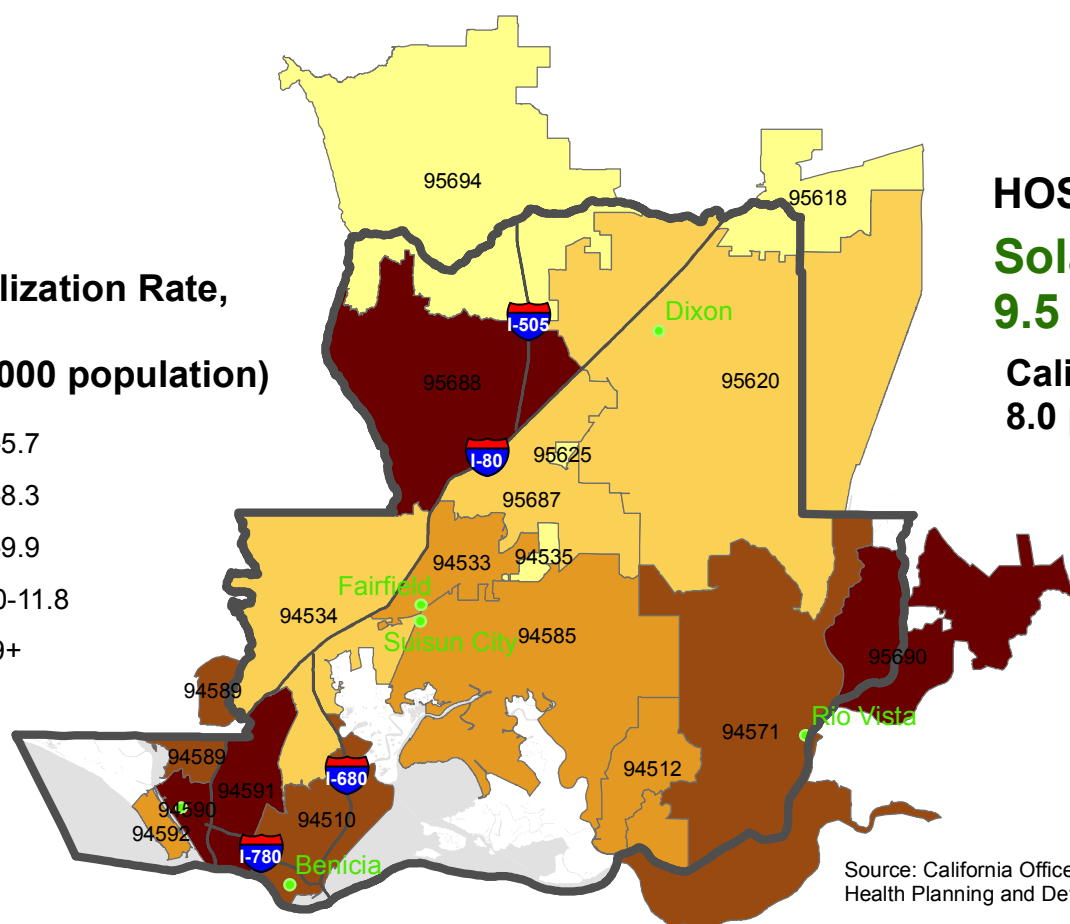 95694
95618
HOS
Sola
9.5
Cali
8.0 p
lization Rate,
000 population)
5.7
8.3
9.9
0-11.8
9+
I-505
Dixon
95688
95620
I-80
95625
95687
94533
94535
Fairfield
94534
Suisun City
94585
94589
95690
Rio Vista
94571
94589
94512
94591
I-680
94590
94592
94510
I-780
Benicia
Source: California Office
Health Planning and De